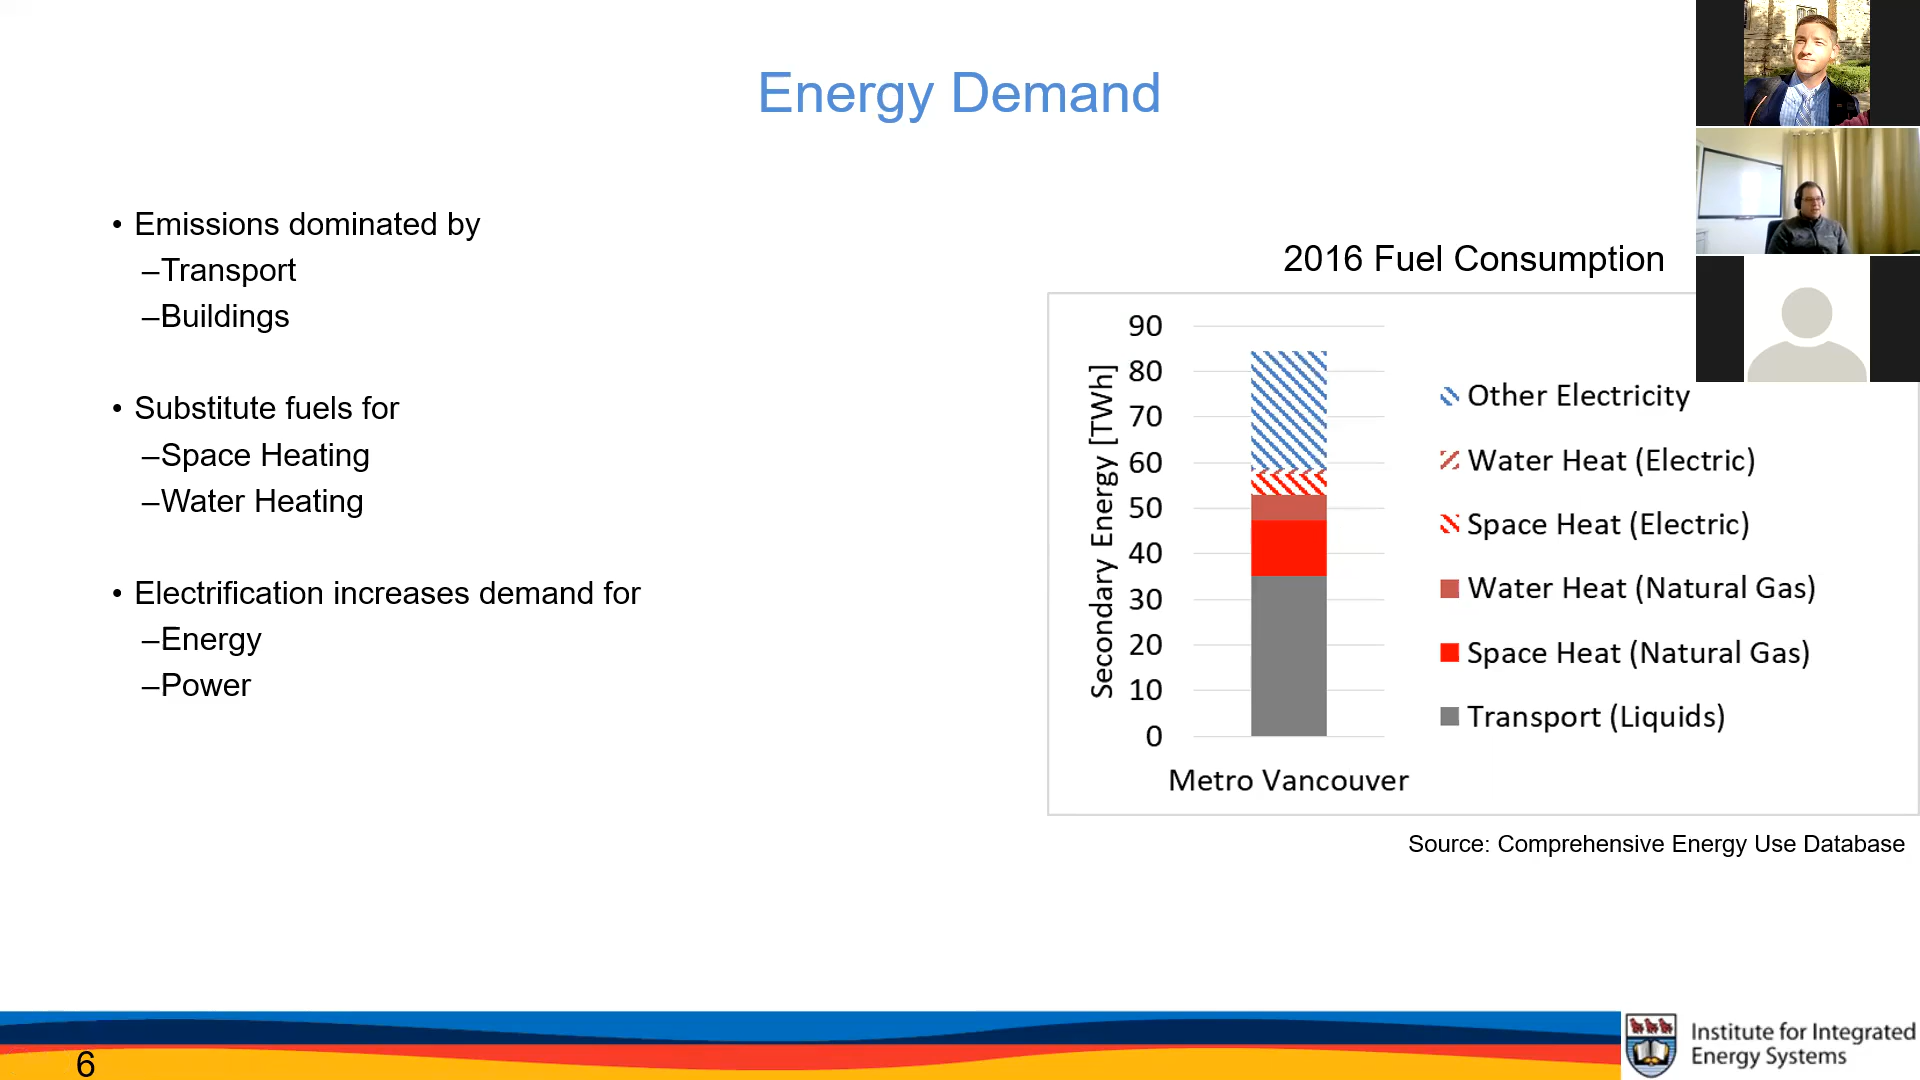 Energy Demand
• Emissions dominated by
–Transport
–Buildings
• Substitute fuels for
–Space Heating
–Water Heating
• Electrification increases demand for
–Energy
–Power
2016 Fuel Consumption
Secondary Energy [TWh]
90
80
70
60
50
40
30
20
10
0
Metro Vancouver
Other Electricity
Water Heat (Electric)
Space Heat (Electric)
Water Heat (Natural Gas)
Space Heat (Natural Gas)
Transport (Liquids)
Source: Comprehensive Energy Use Database
6
Institute for Integrated
Energy Systems